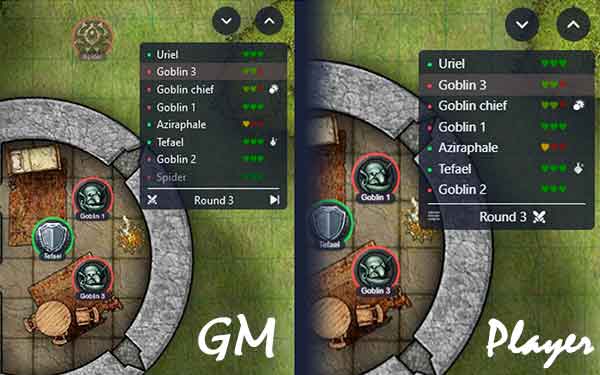 Spider
Uriel
Goblin 3
Goblin chief
Goblin 1
Aziraphale
Tefael
Goblin 2
Spider
Round 3
Goblin 1
Tefael
Goblin 3
GM
Uriel
Goblin 3
Goblin chief
Goblin 1
Aziraphale
Tefael
Goblin 2
Round 3
Goblin 1
Tefael
Goblin 3
Player